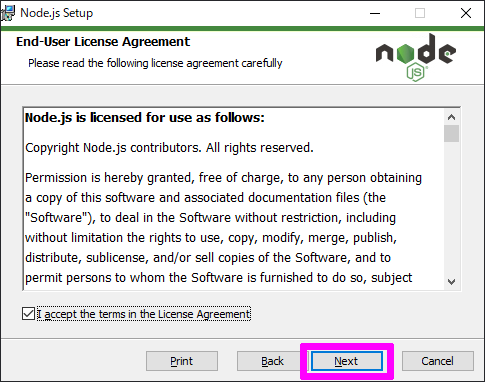 Node.js Setup
End-User License Agreement
Please read the following license agreement carefully
node
JS
Node.js is licensed for use as follows:
Copyright Node.js contributors. All rights reserved.
Permission is hereby granted, free of charge, to any person obtaining
a copy of this software and associated documentation files (the
"Software"), to deal in the Software without restriction, including
without limitation the rights to use, copy, modify, merge, publish,
distribute, sublicense, and/or sell copies of the Software, and to
permit persons to whom the Software is furnished to do so, subject
I accept the terms in the License Agreement
Print Back Next Cancel